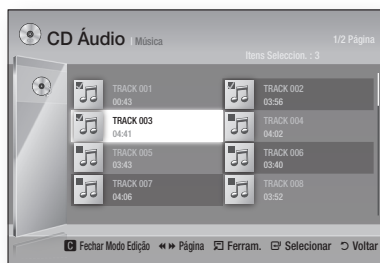 CD Áudio | Música
1/2 Página
Itens Seleccion. : 3
TRACK 001
00:43
TRACK 002
03:56
TRACK 003
04:41
TRACK 004
04:02
TRACK 005
03:43
TRACK 006
03:40
TRACK 007
04:06
TRACK 008
03:52
C Fechar Modo Edição Página Ferram. Selecionar Voltar